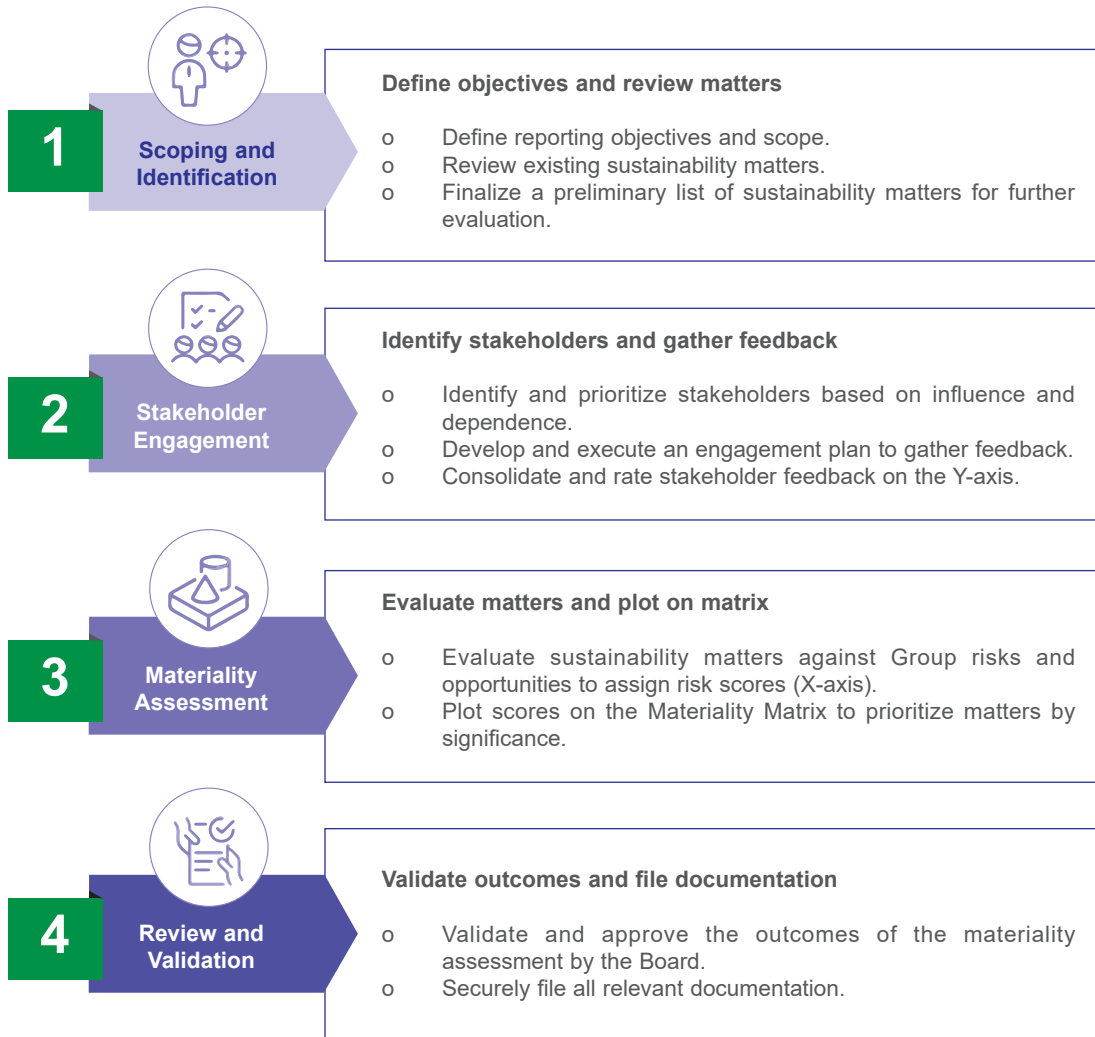 1
Scoping and
Identification
Define objectives and review matters
o Define reporting objectives and scope.
o Review existing sustainability matters.
o Finalize a preliminary list of sustainability matters for further
evaluation.
2
Stakeholder
Engagement
Identify stakeholders and gather feedback
o Identify and prioritize stakeholders based on influence and
dependence.
o Develop and execute an engagement plan to gather feedback.
o Consolidate and rate stakeholder feedback on the Y-axis.
3
Materiality
Assessment
Evaluate matters and plot on matrix
o Evaluate sustainability matters against Group risks and
opportunities to assign risk scores (X-axis).
o Plot scores on the Materiality Matrix to prioritize matters by
significance.
4
Review and
Validation
Validate outcomes and file documentation
o Validate and approve the outcomes of the materiality
assessment by the Board.
o Securely file all relevant documentation.